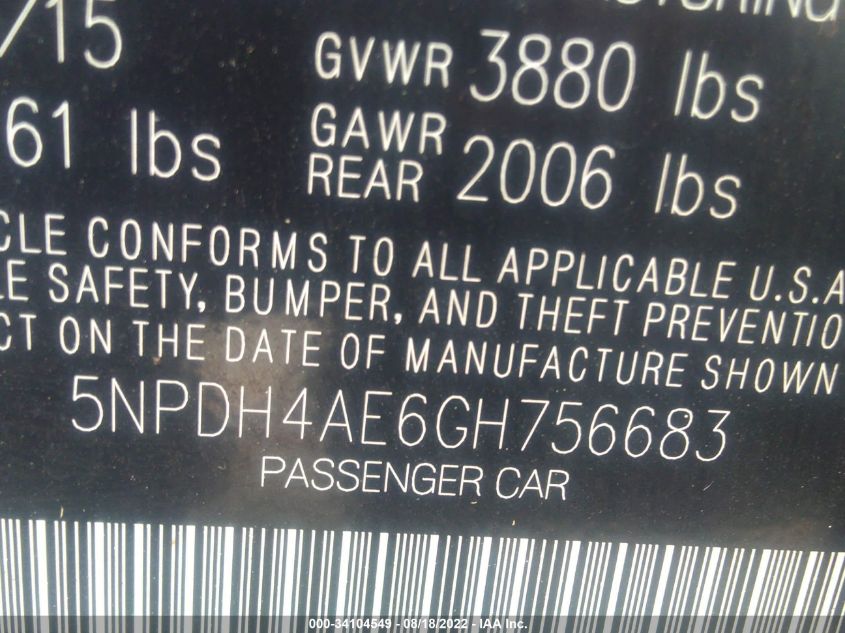 /15
GVWR 3880 lbs
61 lbs
GAWR
REAR 2006 lbs
CLE CONFORMS TO ALL APPLICABLE U.S.A
LE SAFETY, BUMPER, AND THEFT PREVENTIO
CT ON THE DATE OF MANUFACTURE SHOWN
5NPDH4AE6GH756683
PASSENGER CAR
000-34104549 - 08/18/2022 - IAA Inc.